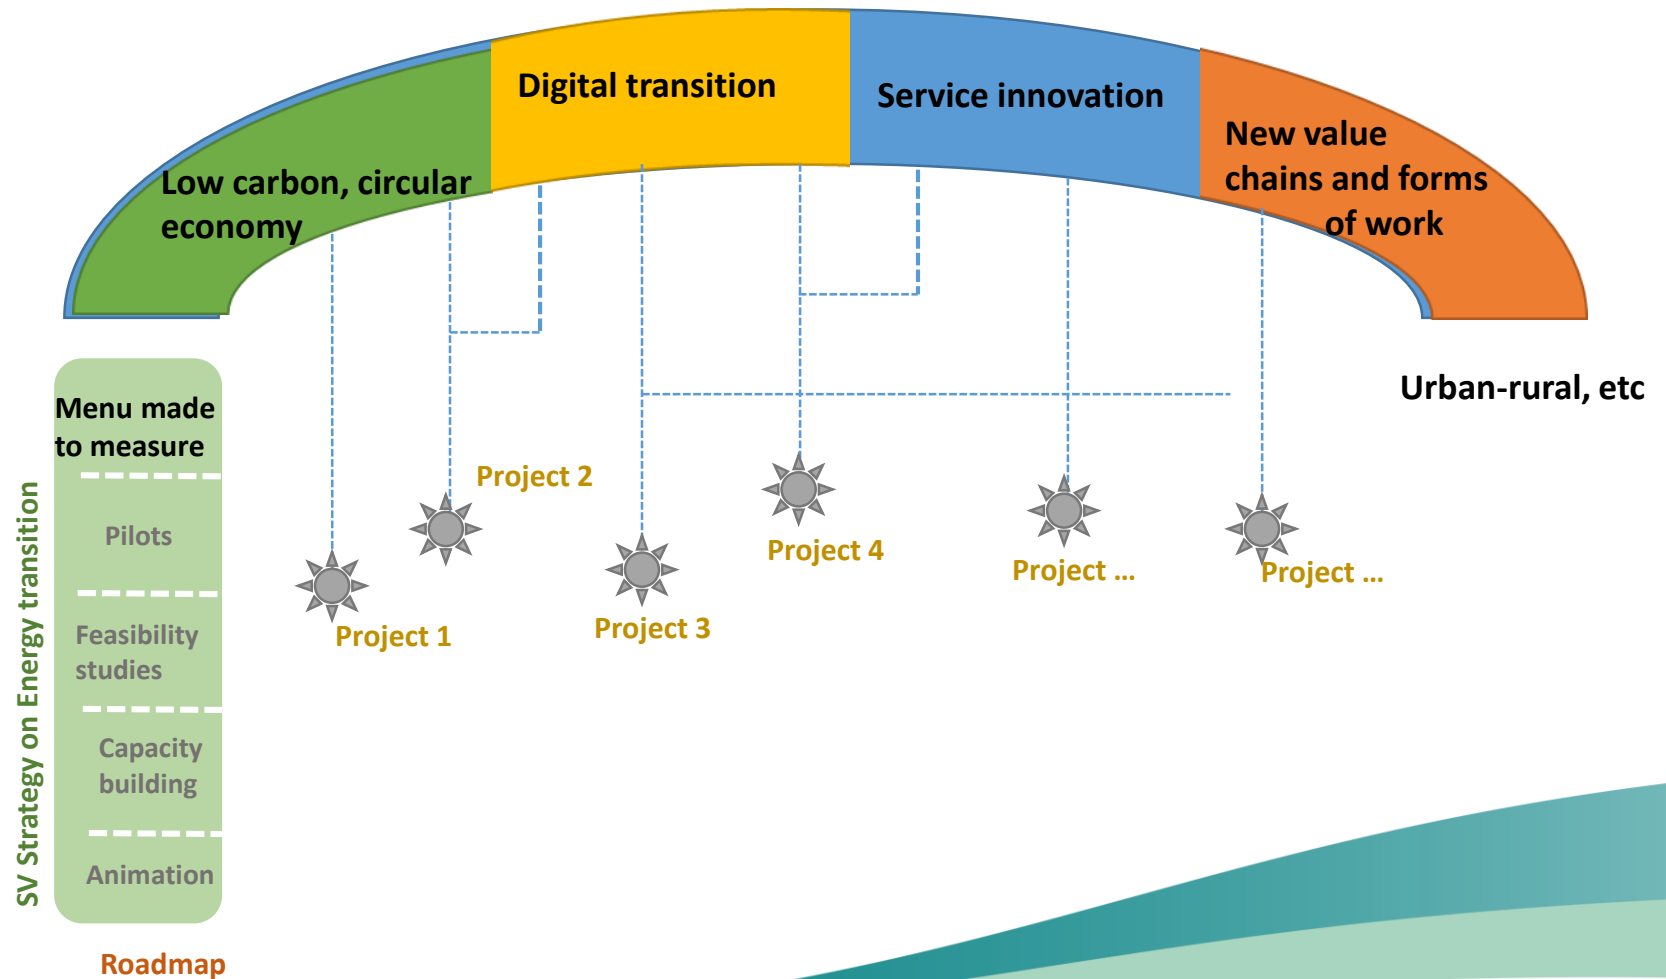 Digital transition
Service innovation
New value
chains and forms
of work
Low carbon, circular
economy
Urban-rural, etc
Menu made
to measure
Pilots
Feasibility
studies
Capacity
building
Animation
SV Strategy on Energy transition
Roadmap
Project 1
Project 2
Project 3
Project 4
Project ...
Project ...